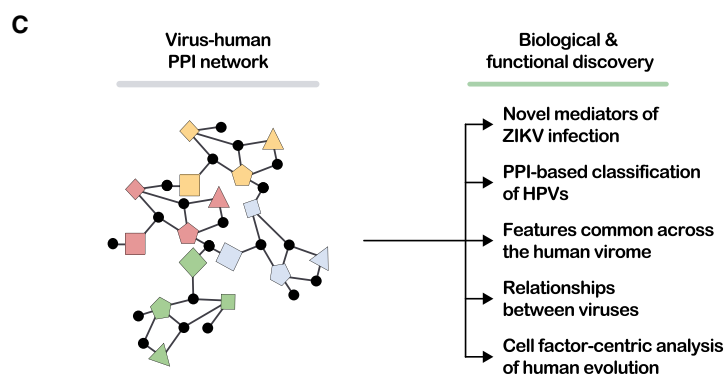 C
Virus-human
PPI network
Biological &
functional discovery
Novel mediators of
ZIKV infection
PPI-based classification
of HPVs
Features common across
the human virome
Relationships
between viruses
Cell factor-centric analysis
of human evolution